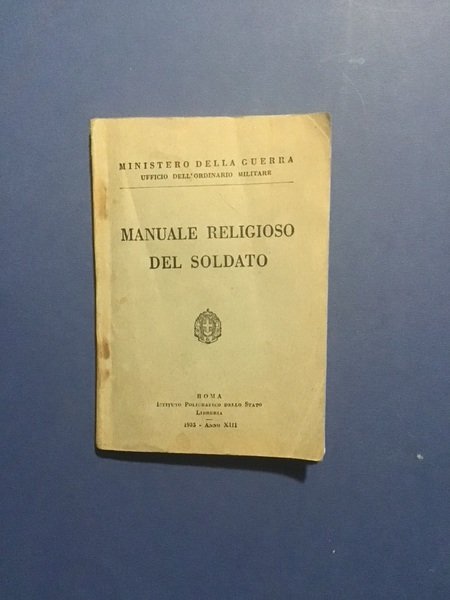 MINISTERO DELLA GUERRA
UFFICIO DELL'ORDINARIO MILITARE
MANUALE RELIGIOSO
DEL SOLDATO
ROMA
ISTITUTO POLIGRAFICO DELLO STATO
LIBRERIA
1935 - ANNO XIII